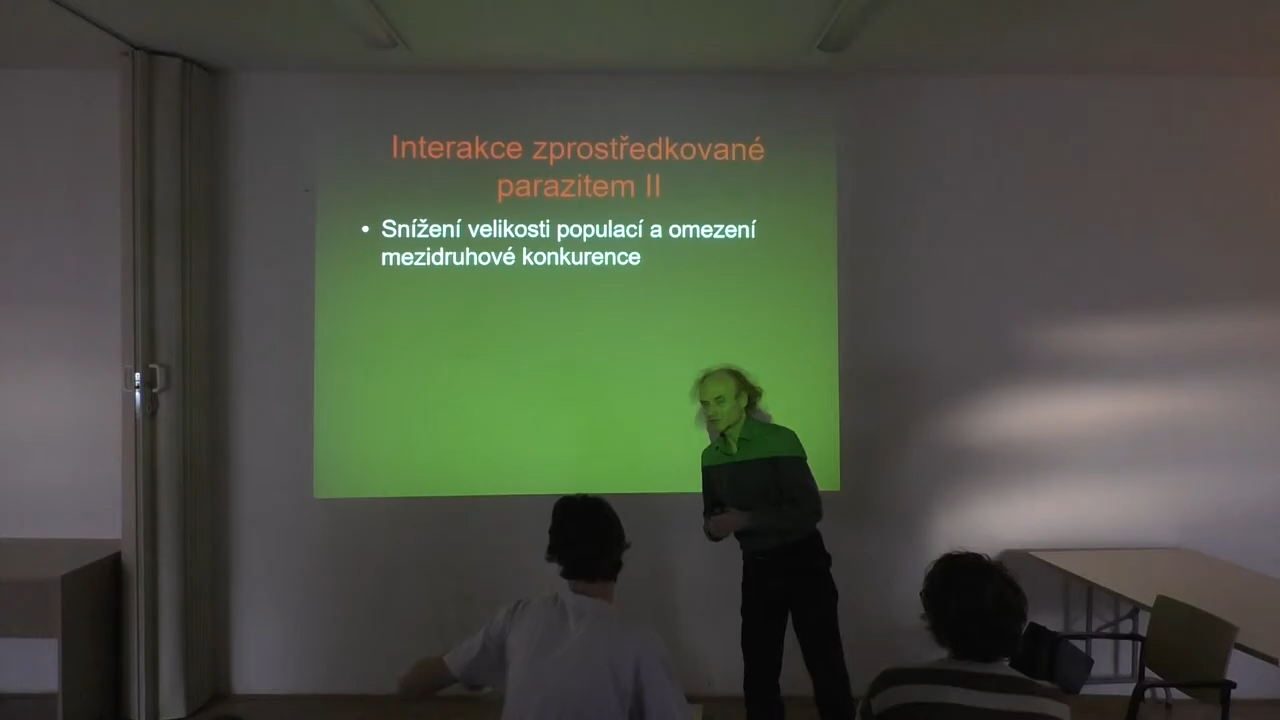 Interakce zprostředkované
parazitem II
• Snížení velikosti populací a omezení
mezidruhové konkurence